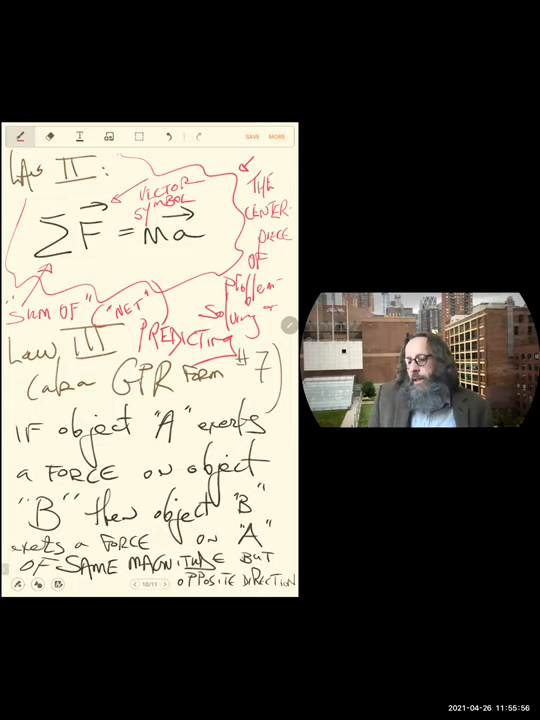 SAVE MORE
Law II:
VECTOR
SYMBOL
∑F = ma
THE
CENTER-
PIECE
OF
problem-
solving or
PREDICTING
"SUM OF" ("NET")
Law III
(aka GPR Form #7)
IF object "A" exerts
a FORCE on object
"B" then object "B"
exerts a FORCE on "A"
OF SAME MAGNITUDE BUT
OPPOSITE DIRECTION
10/11
2021-04-26 11:55:56